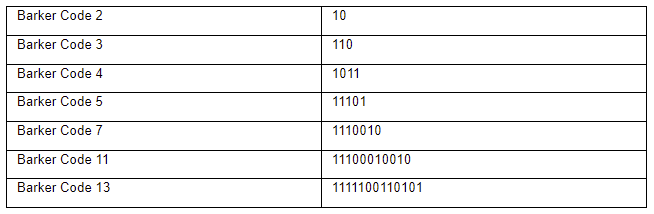 Barker Code 2 10
Barker Code 3 110
Barker Code 4 1011
Barker Code 5 11101
Barker Code 7 1110010
Barker Code 11 11100010010
Barker Code 13 1111100110101